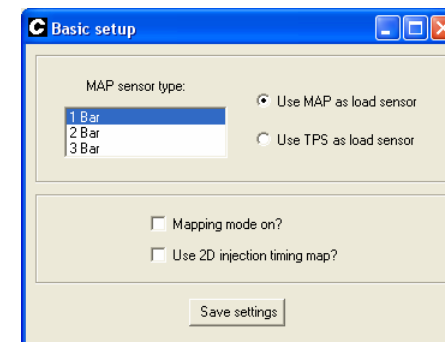 C Basic setup
MAP sensor type:
1 Bar
2 Bar
3 Bar
Use MAP as load sensor
Use TPS as load sensor
Mapping mode on?
Use 2D injection timing map?
Save settings